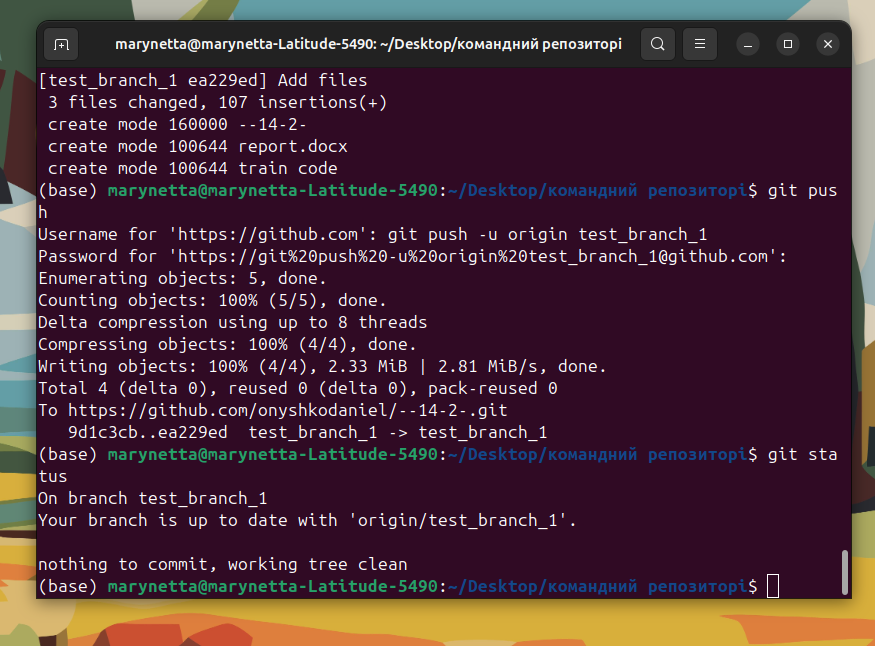 marynetta@marynetta-Latitude-5490: ~/Desktop/командний репозиторі
[test_branch_1 ea229ed] Add files
 3 files changed, 107 insertions(+)
 create mode 160000 --14-2-
 create mode 100644 report.docx
 create mode 100644 train code
(base) marynetta@marynetta-Latitude-5490:~/Desktop/командний репозиторі$ git pus
h
Username for 'https://github.com': git push -u origin test_branch_1
Password for 'https://git%20push%20-u%20origin%20test_branch_1@github.com':
Enumerating objects: 5, done.
Counting objects: 100% (5/5), done.
Delta compression using up to 8 threads
Compressing objects: 100% (4/4), done.
Writing objects: 100% (4/4), 2.33 MiB | 2.81 MiB/s, done.
Total 4 (delta 0), reused 0 (delta 0), pack-reused 0
To https://github.com/onyshkodaniel/--14-2-.git
   9d1c3cb..ea229ed  test_branch_1 -> test_branch_1
(base) marynetta@marynetta-Latitude-5490:~/Desktop/командний репозиторі$ git sta
tus
On branch test_branch_1
Your branch is up to date with 'origin/test_branch_1'.

nothing to commit, working tree clean
(base) marynetta@marynetta-Latitude-5490:~/Desktop/командний репозиторі$